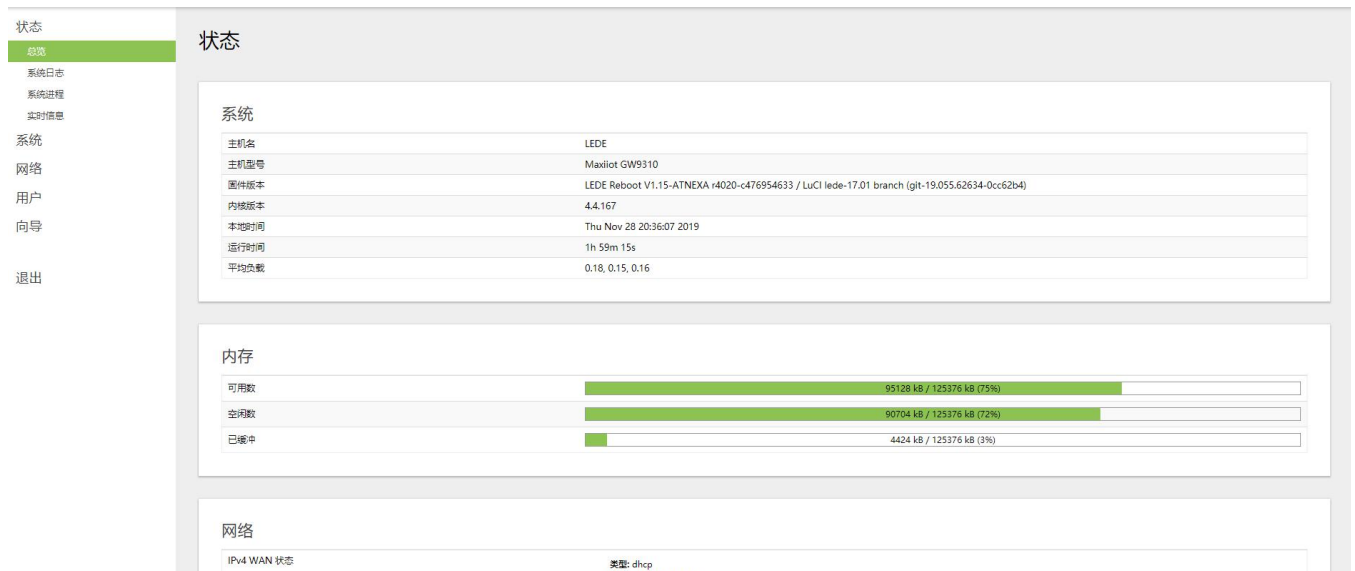 状态
总览
系统日志
系统进程
实时信息
系统
网络
用户
向导
退出
状态
系统
主机名 LEDE
主机型号 Maxiiot GW9310
固件版本 LEDE Reboot V1.15-ATNEXA r4020-c476954633 / LuCI lede-17.01 branch (git-19.055.62634-0cc62b4)
内核版本 4.4.167
本地时间 Thu Nov 28 20:36:07 2019
运行时间 1h 59m 15s
平均负载 0.18, 0.15, 0.16
内存
可用数 95128 kB / 125376 kB (75%)
空闲数 90704 kB / 125376 kB (72%)
已缓冲 4424 kB / 125376 kB (3%)
网络
IPv4 WAN 状态 类型: dhcp